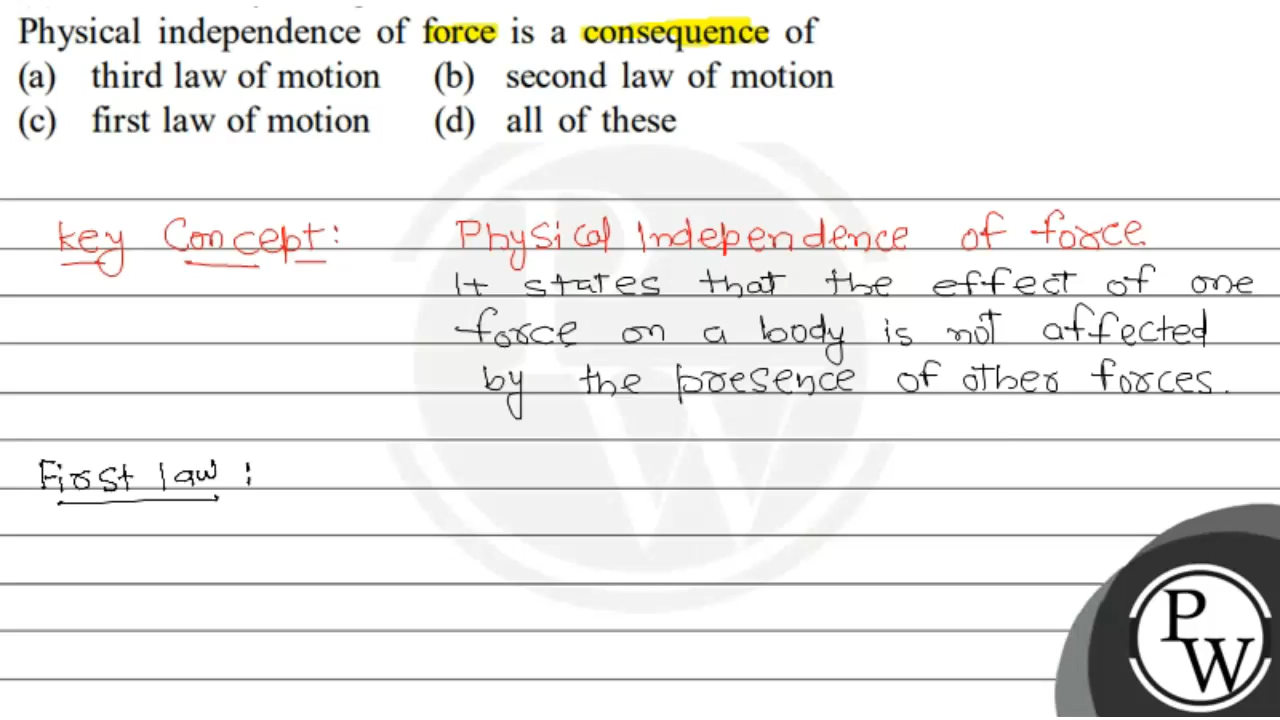 Physical independence of force is a consequence of
(a) third law of motion (b) second law of motion
(c) first law of motion (d) all of these
key Concept: Physical Independence of force
It states that the effect of one
force on a body is not affected
by the presence of other forces.
First law :
PW